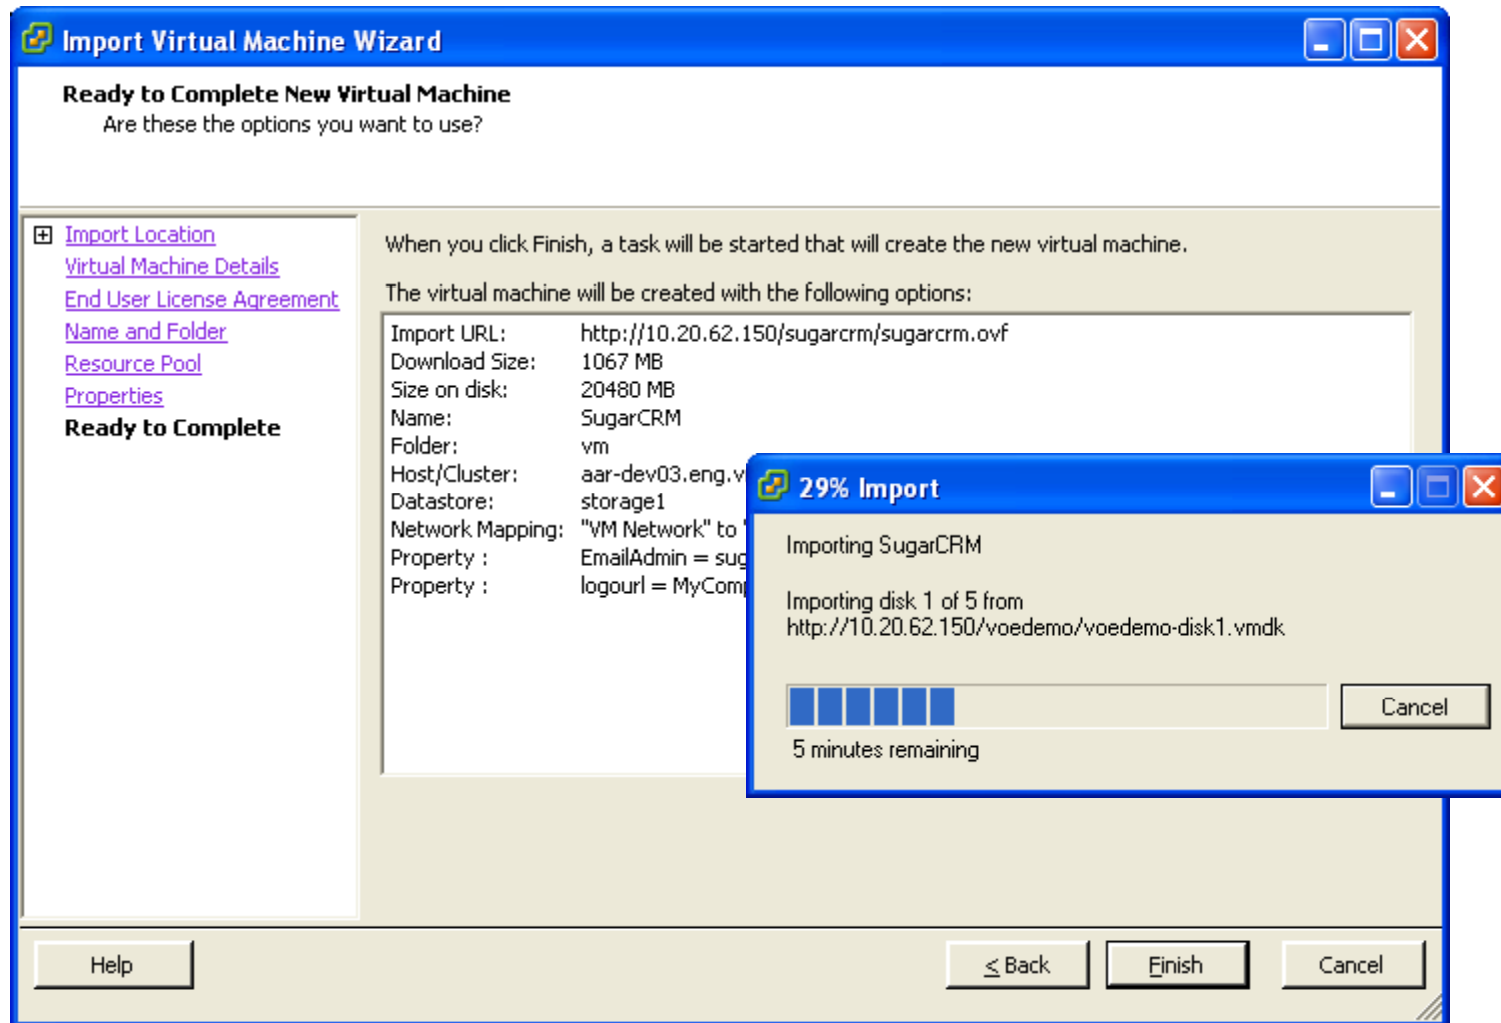 Import Virtual Machine Wizard
Ready to Complete New Virtual Machine
Are these the options you want to use?
Import Location
Virtual Machine Details
End User License Agreement
Name and Folder
Resource Pool
Properties
Ready to Complete
When you click Finish, a task will be started that will create the new virtual machine.
The virtual machine will be created with the following options:
Import URL: http://10.20.62.150/sugarcrm/sugarcrm.ovf
Download Size: 1067 MB
Size on disk: 20480 MB
Name: SugarCRM
Folder: vm
Host/Cluster: aar-dev03.eng.v
Datastore: storage1
Network Mapping: "VM Network" to "
Property : EmailAdmin = sug
Property : logourl = MyComp
29% Import
Importing SugarCRM
Importing disk 1 of 5 from
http://10.20.62.150/voedemo/voedemo-disk1.vmdk
Cancel
5 minutes remaining
Help
< Back
Finish
Cancel